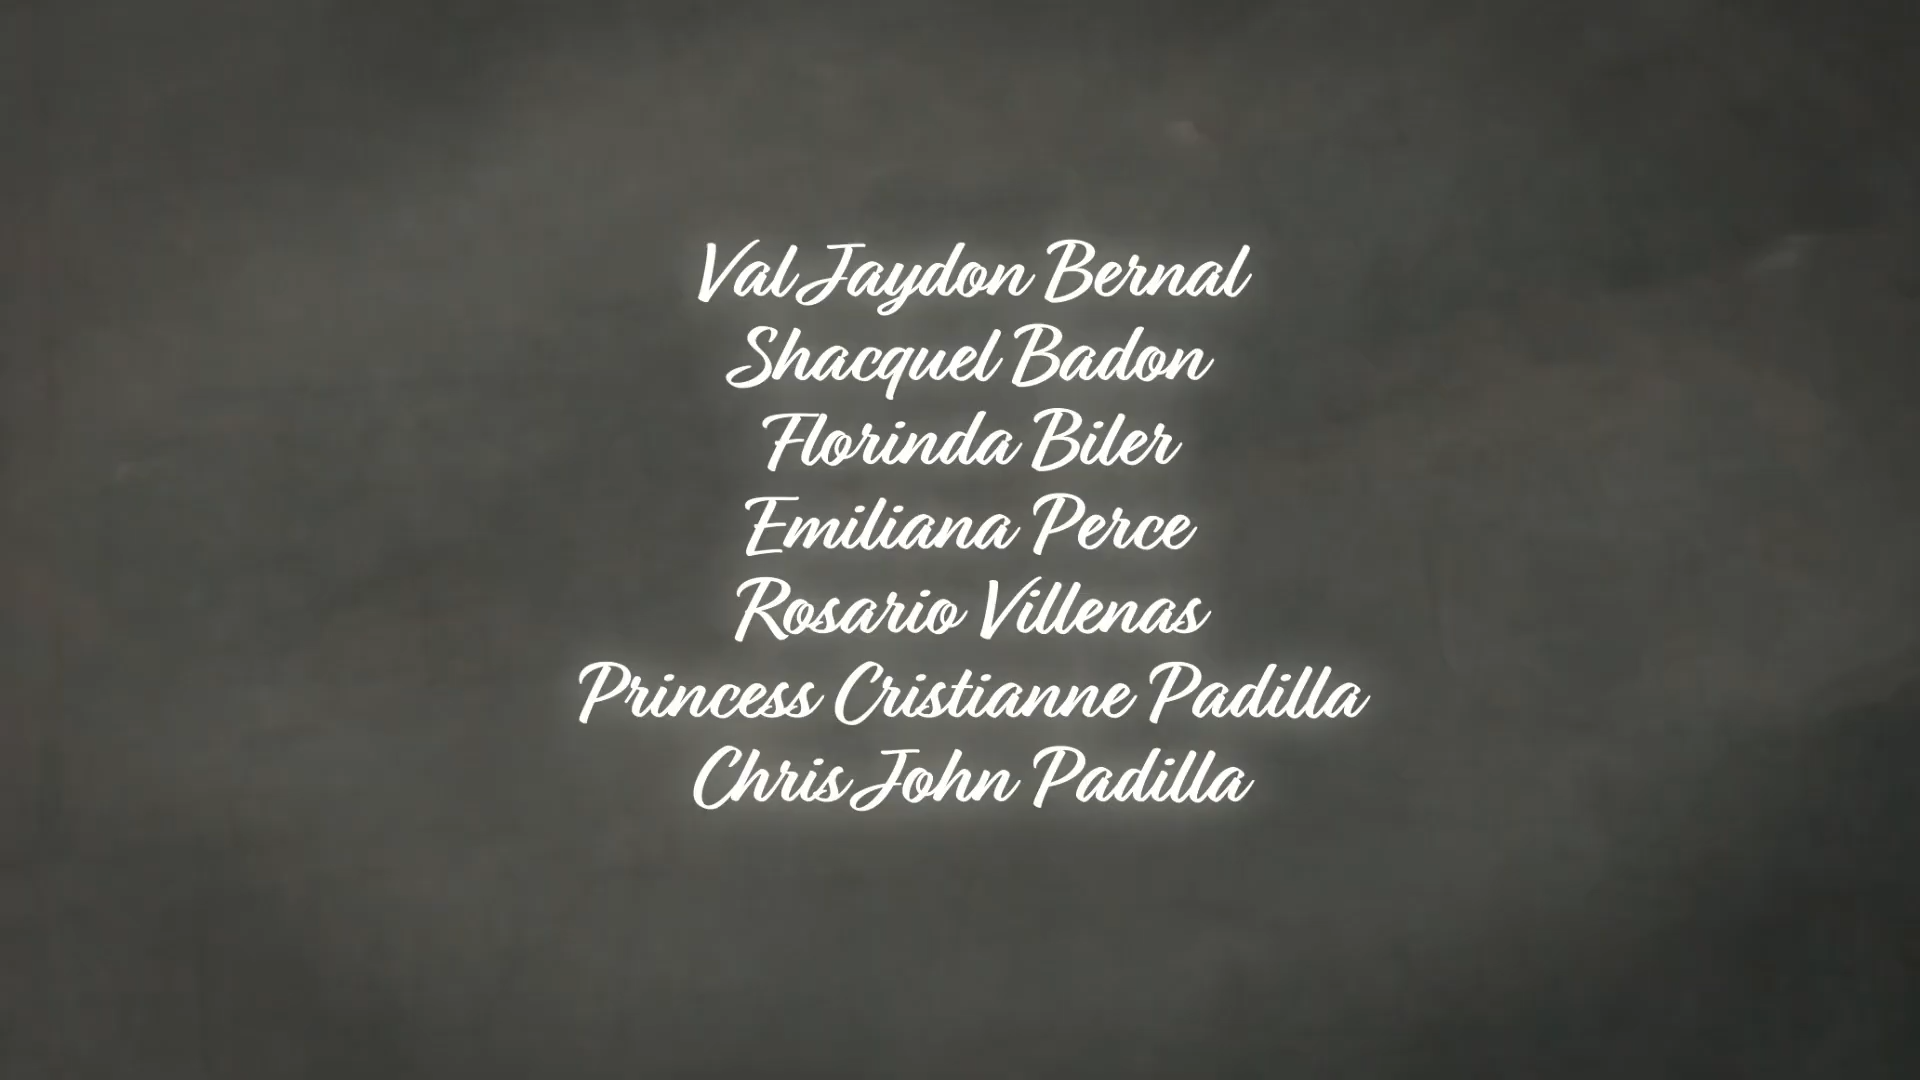 Val Jaydon Bernal
Shacquel Badon
Florinda Biler
Emiliana Perce
Rosario Villenas
Princess Cristianne Padilla
Chris John Padilla